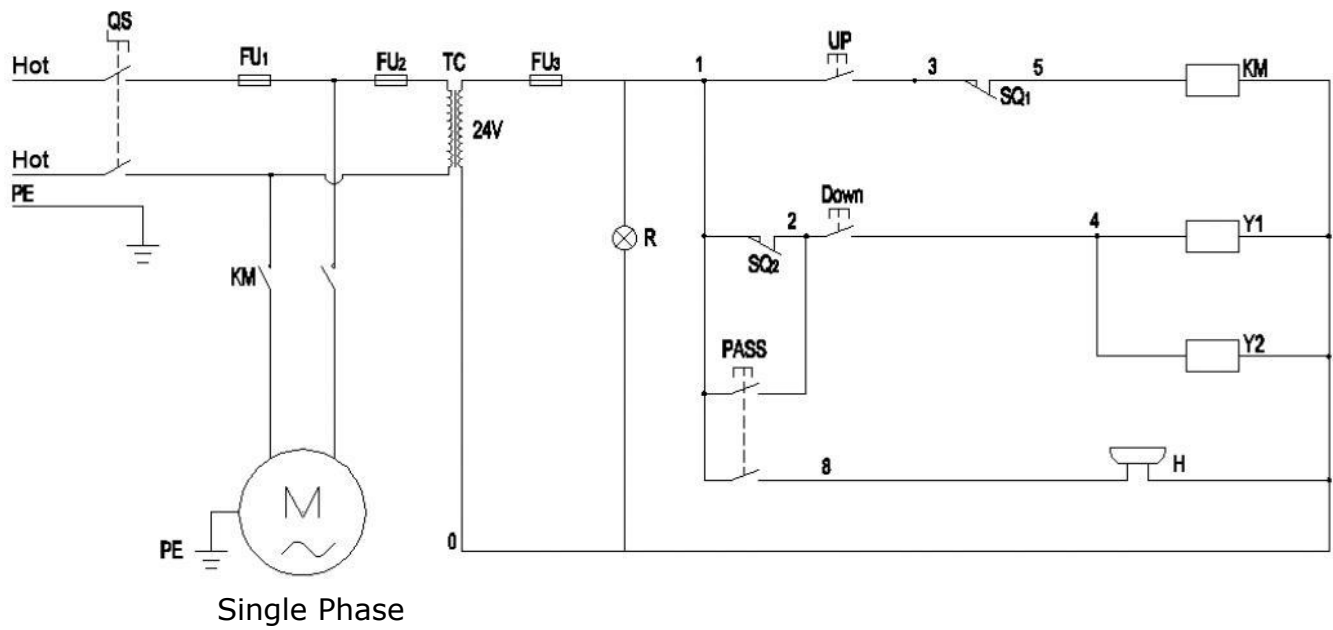 QS
Hot
FU1
FU2
TC
FU3
1
UP
3
5
KM
SQ1
24V
Hot
PE
Down
R
2
4
Y1
SQ2
KM
PASS
Y2
8
H
M
PE
0
Single Phase